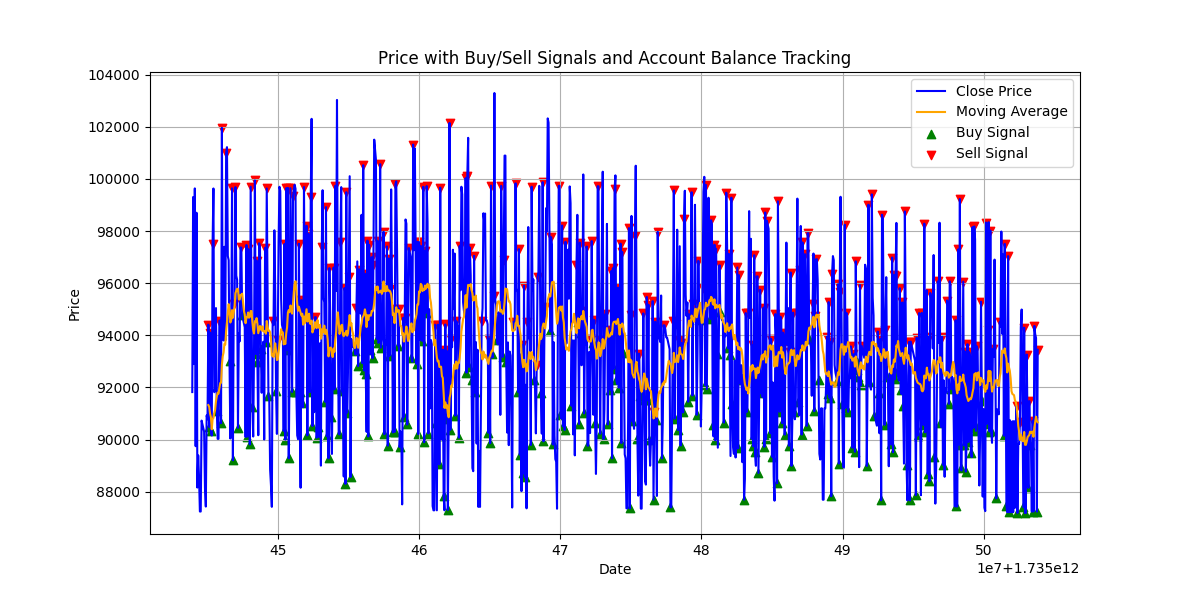 Price with Buy/Sell Signals and Account Balance Tracking
104000
102000
100000
98000
96000
94000
92000
90000
88000
Price
Close Price
Moving Average
Buy Signal
Sell Signal
45
46
47
48
49
50
Date
1e7+1.735e12